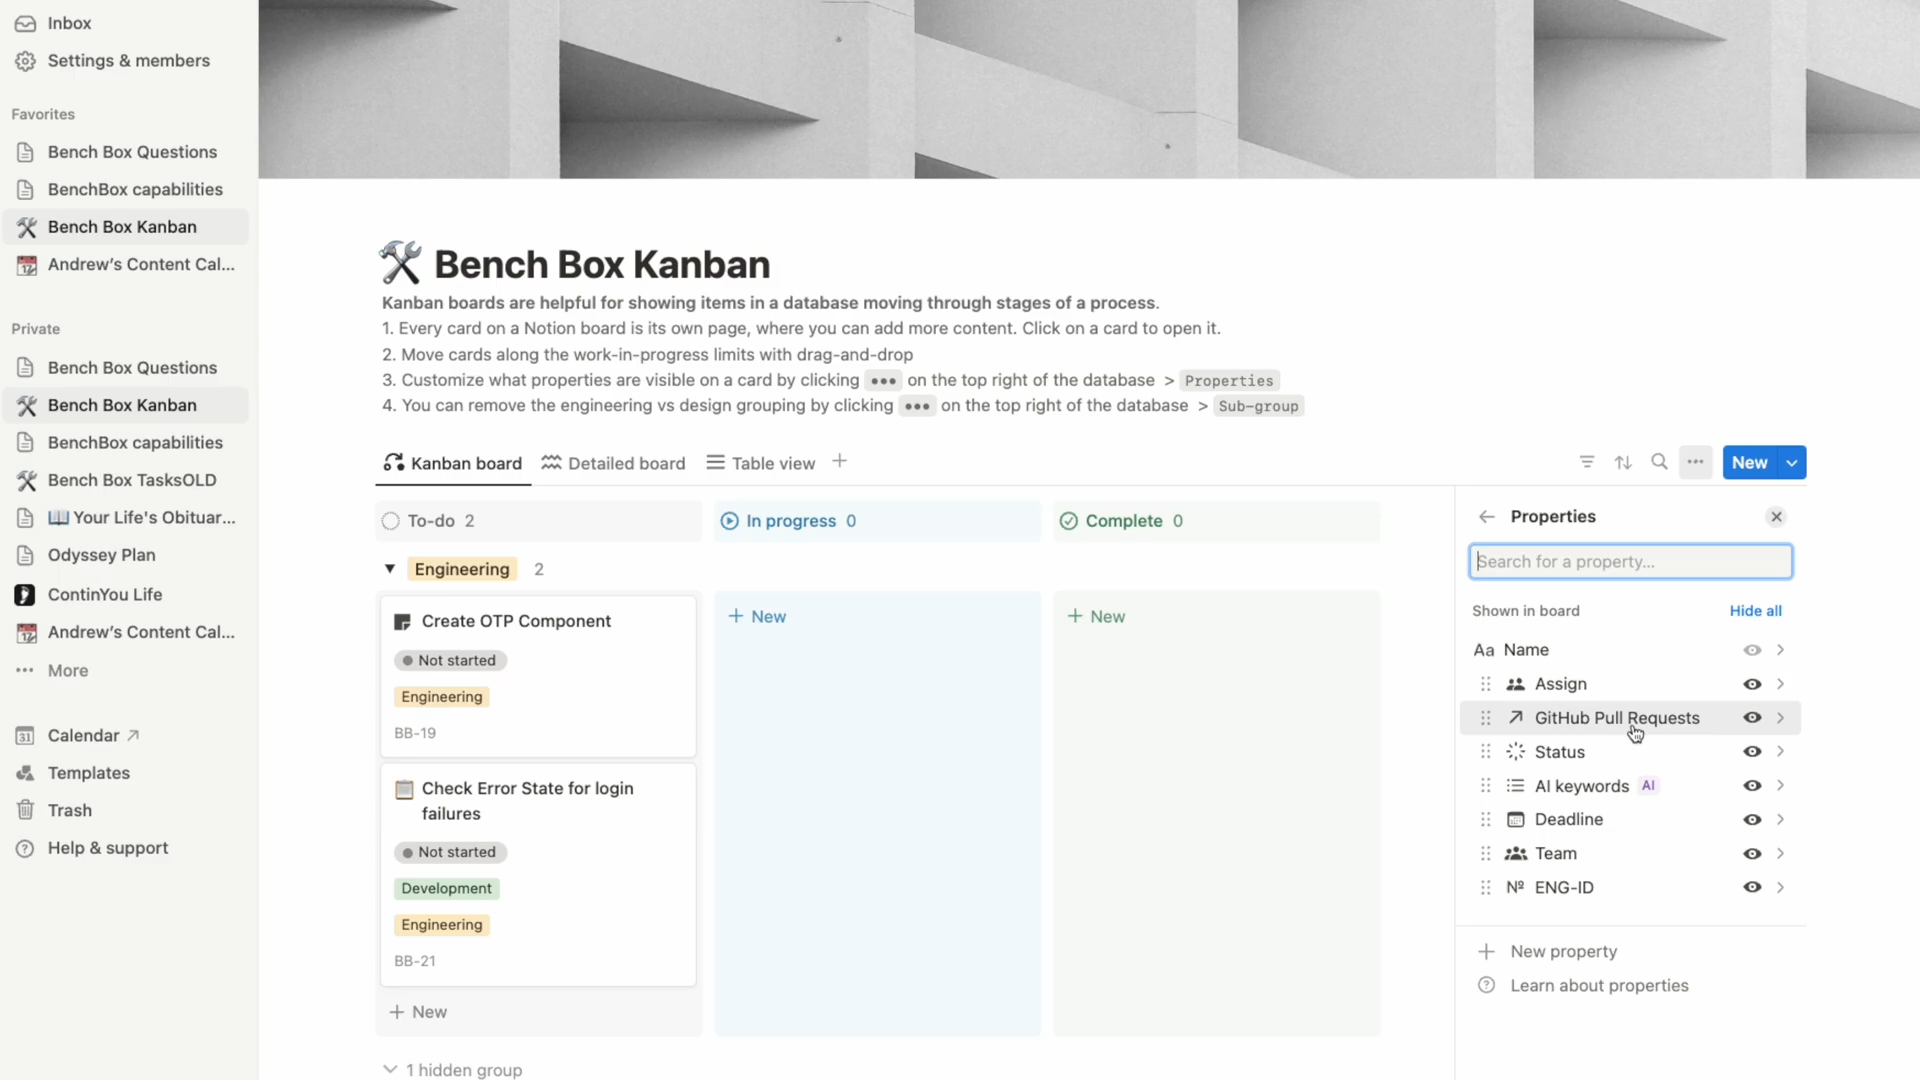 Inbox
Settings & members
Favorites
Bench Box Questions
BenchBox capabilities
Bench Box Kanban
Andrew’s Content Cal...
Private
Bench Box Questions
Bench Box Kanban
BenchBox capabilities
Bench Box TasksOLD
Your Life's Obituar...
Odyssey Plan
ContinYou Life
Andrew’s Content Cal...
More
Calendar
Templates
Trash
Help & support
Bench Box Kanban
Kanban boards are helpful for showing items in a database moving through stages of a process.
1. Every card on a Notion board is its own page, where you can add more content. Click on a card to open it.
2. Move cards along the work-in-progress limits with drag-and-drop
3. Customize what properties are visible on a card by clicking ••• on the top right of the database > Properties
4. You can remove the engineering vs design grouping by clicking ••• on the top right of the database > Sub-group
Kanban board Detailed board Table view +
New
To-do 2
In progress 0
Complete 0
Engineering 2
Create OTP Component
Not started
Engineering
BB-19
Check Error State for login
failures
Not started
Development
Engineering
BB-21
+ New
+ New
+ New
1 hidden group
Properties
Search for a property...
Shown in board Hide all
Aa Name
Assign
GitHub Pull Requests
Status
AI keywords AI
Deadline
Team
Nº ENG-ID
+ New property
Learn about properties